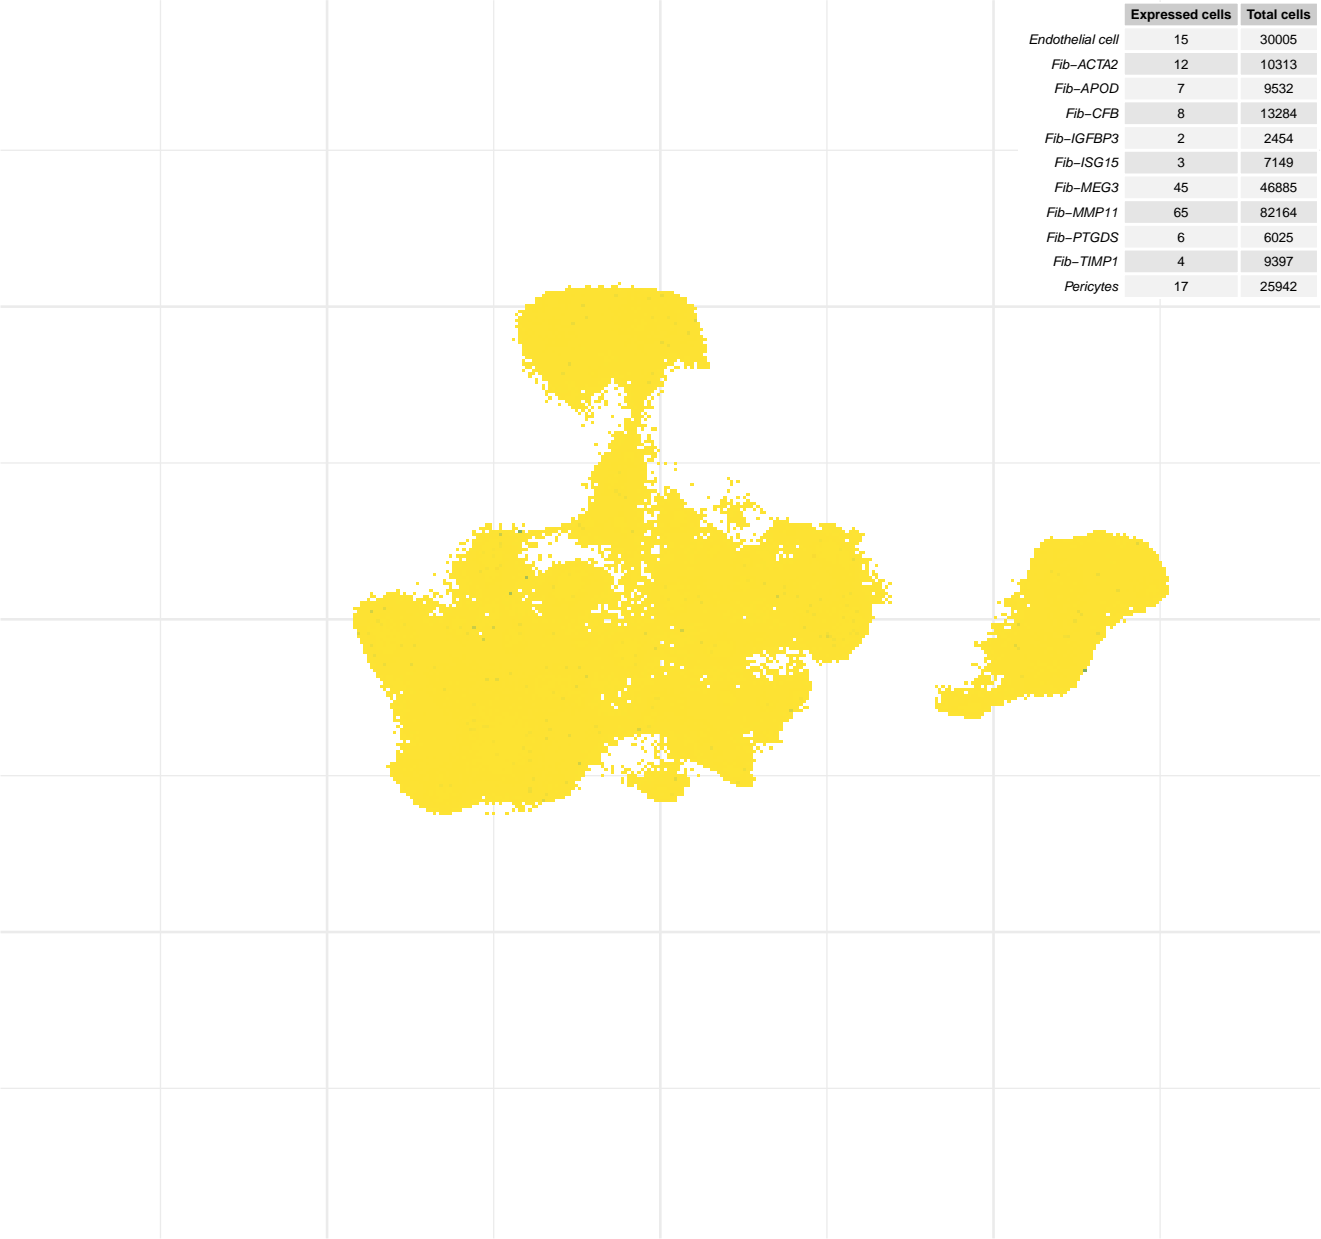 Expressed cells Total cells
Endothelial cell 15 30005
Fib−ACTA2 12 10313
Fib−APOD 7 9532
Fib−CFB 8 13284
Fib−IGFBP3 2 2454
Fib−ISG15 3 7149
Fib−MEG3 45 46885
Fib−MMP11 65 82164
Fib−PTGDS 6 6025
Fib−TIMP1 4 9397
Pericytes 17 25942